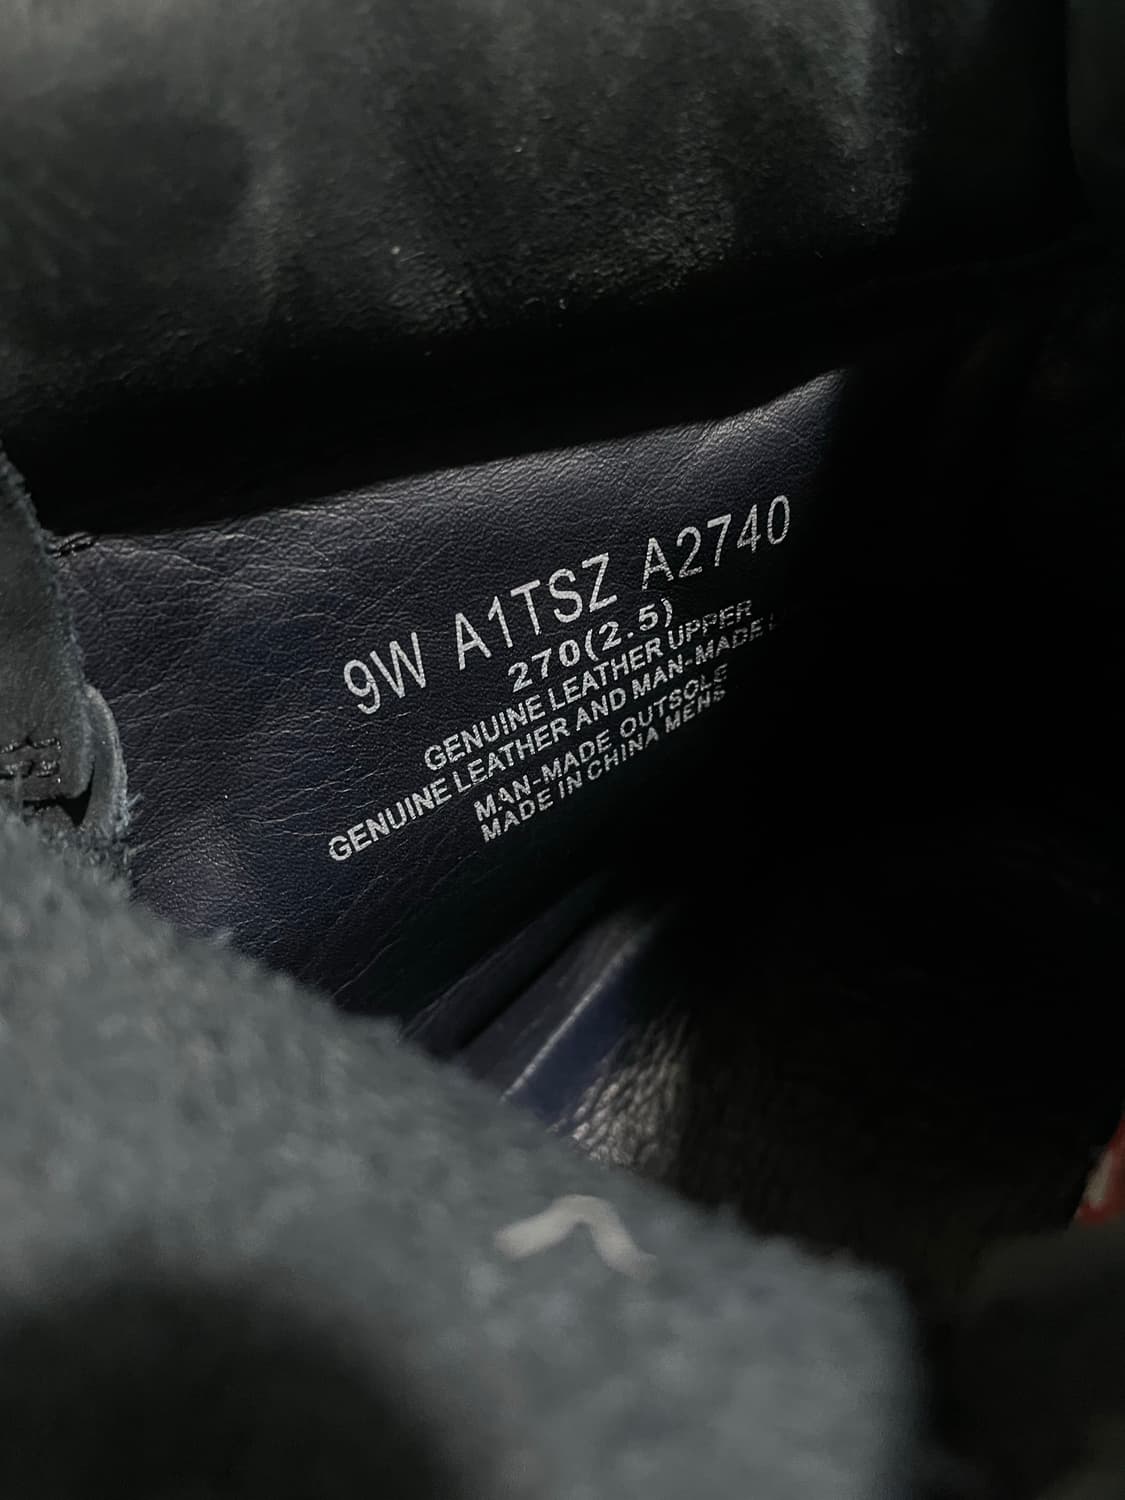 9W A1TSZ A2740
270(2.5)
GENUINE LEATHER UPPER
GENUINE LEATHER AND MAN-MADE
MAN-MADE OUTSOLE
MADE IN CHINA MENS